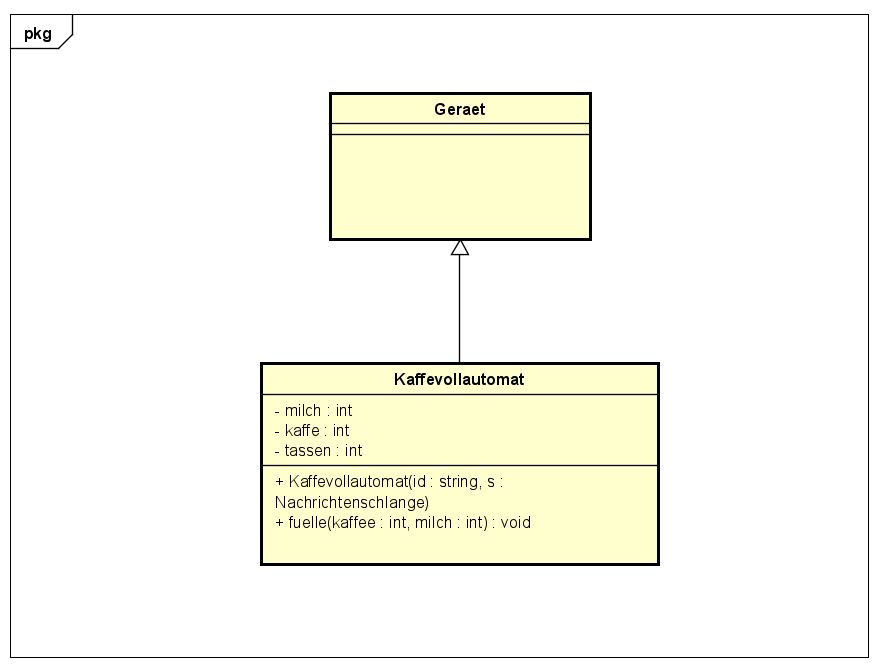 pkg
Geraet
Kaffevollautomat
- milch : int
- kaffe : int
- tassen : int
+ Kaffevollautomat(id : string, s :
Nachrichtenschlange)
+ fuelle(kaffee : int, milch : int) : void